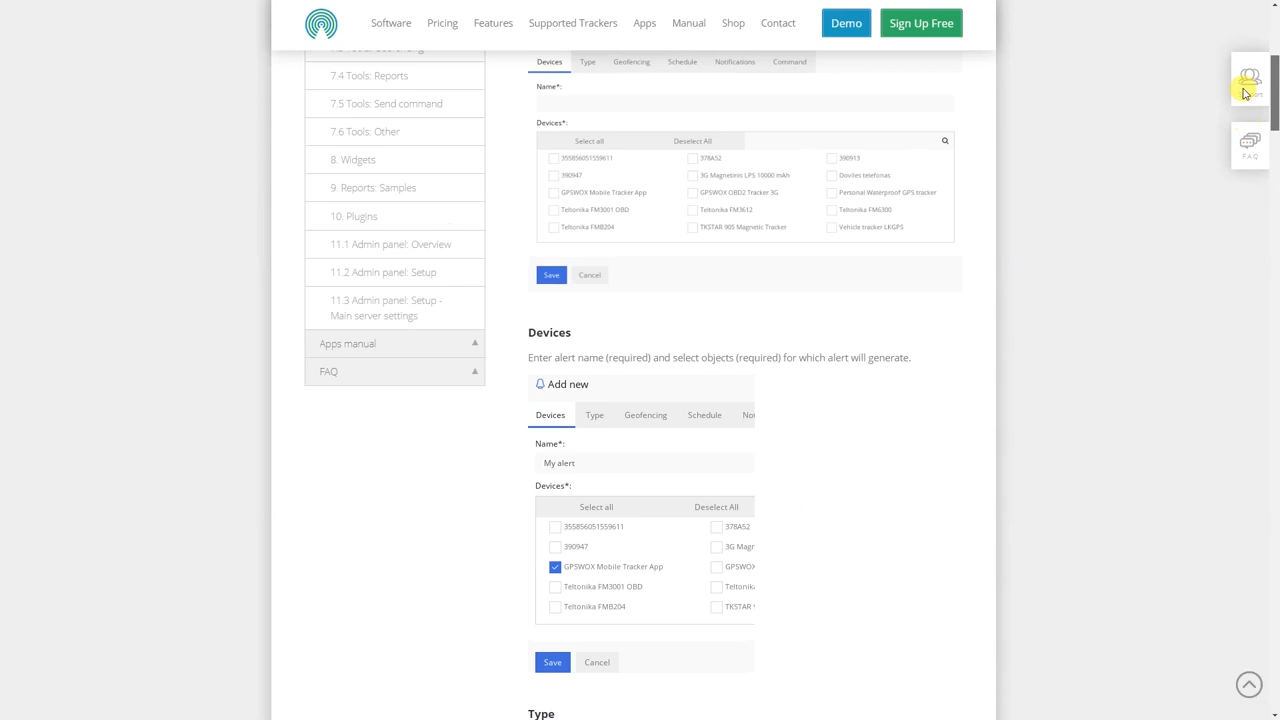 Software Pricing Features Supported Trackers Apps Manual Shop Contact Demo Sign Up Free
7.4 Tools: Reports
7.5 Tools: Send command
7.6 Tools: Other
8. Widgets
9. Reports: Samples
10. Plugins
11.1 Admin panel: Overview
11.2 Admin panel: Setup
11.3 Admin panel: Setup -
Main server settings
Apps manual
FAQ
Devices Type Geofencing Schedule Notifications Command
Name*:
Devices*:
Select all Deselect All
355856051559611 378A52 390913
390947 3G Magnetinis LPS 10000 mAh Doviles telefonas
GPSWOX Mobile Tracker App GPSWOX OBD2 Tracker 3G Personal Waterproof GPS tracker
Teltonika FM3001 OBD Teltonika FM3612 Teltonika FM6300
Teltonika FMB204 TKSTAR 905 Magnetic Tracker Vehicle tracker LKGPS
Save Cancel
Devices
Enter alert name (required) and select objects (required) for which alert will generate.
Add new
Devices Type Geofencing Schedule No
Name*:
My alert
Devices*:
Select all Deselect All
355856051559611 378A52
390947 3G Magn
GPSWOX Mobile Tracker App GPSWOX
Teltonika FM3001 OBD Teltonika
Teltonika FMB204 TKSTAR
Save Cancel
Type
F.A.Q